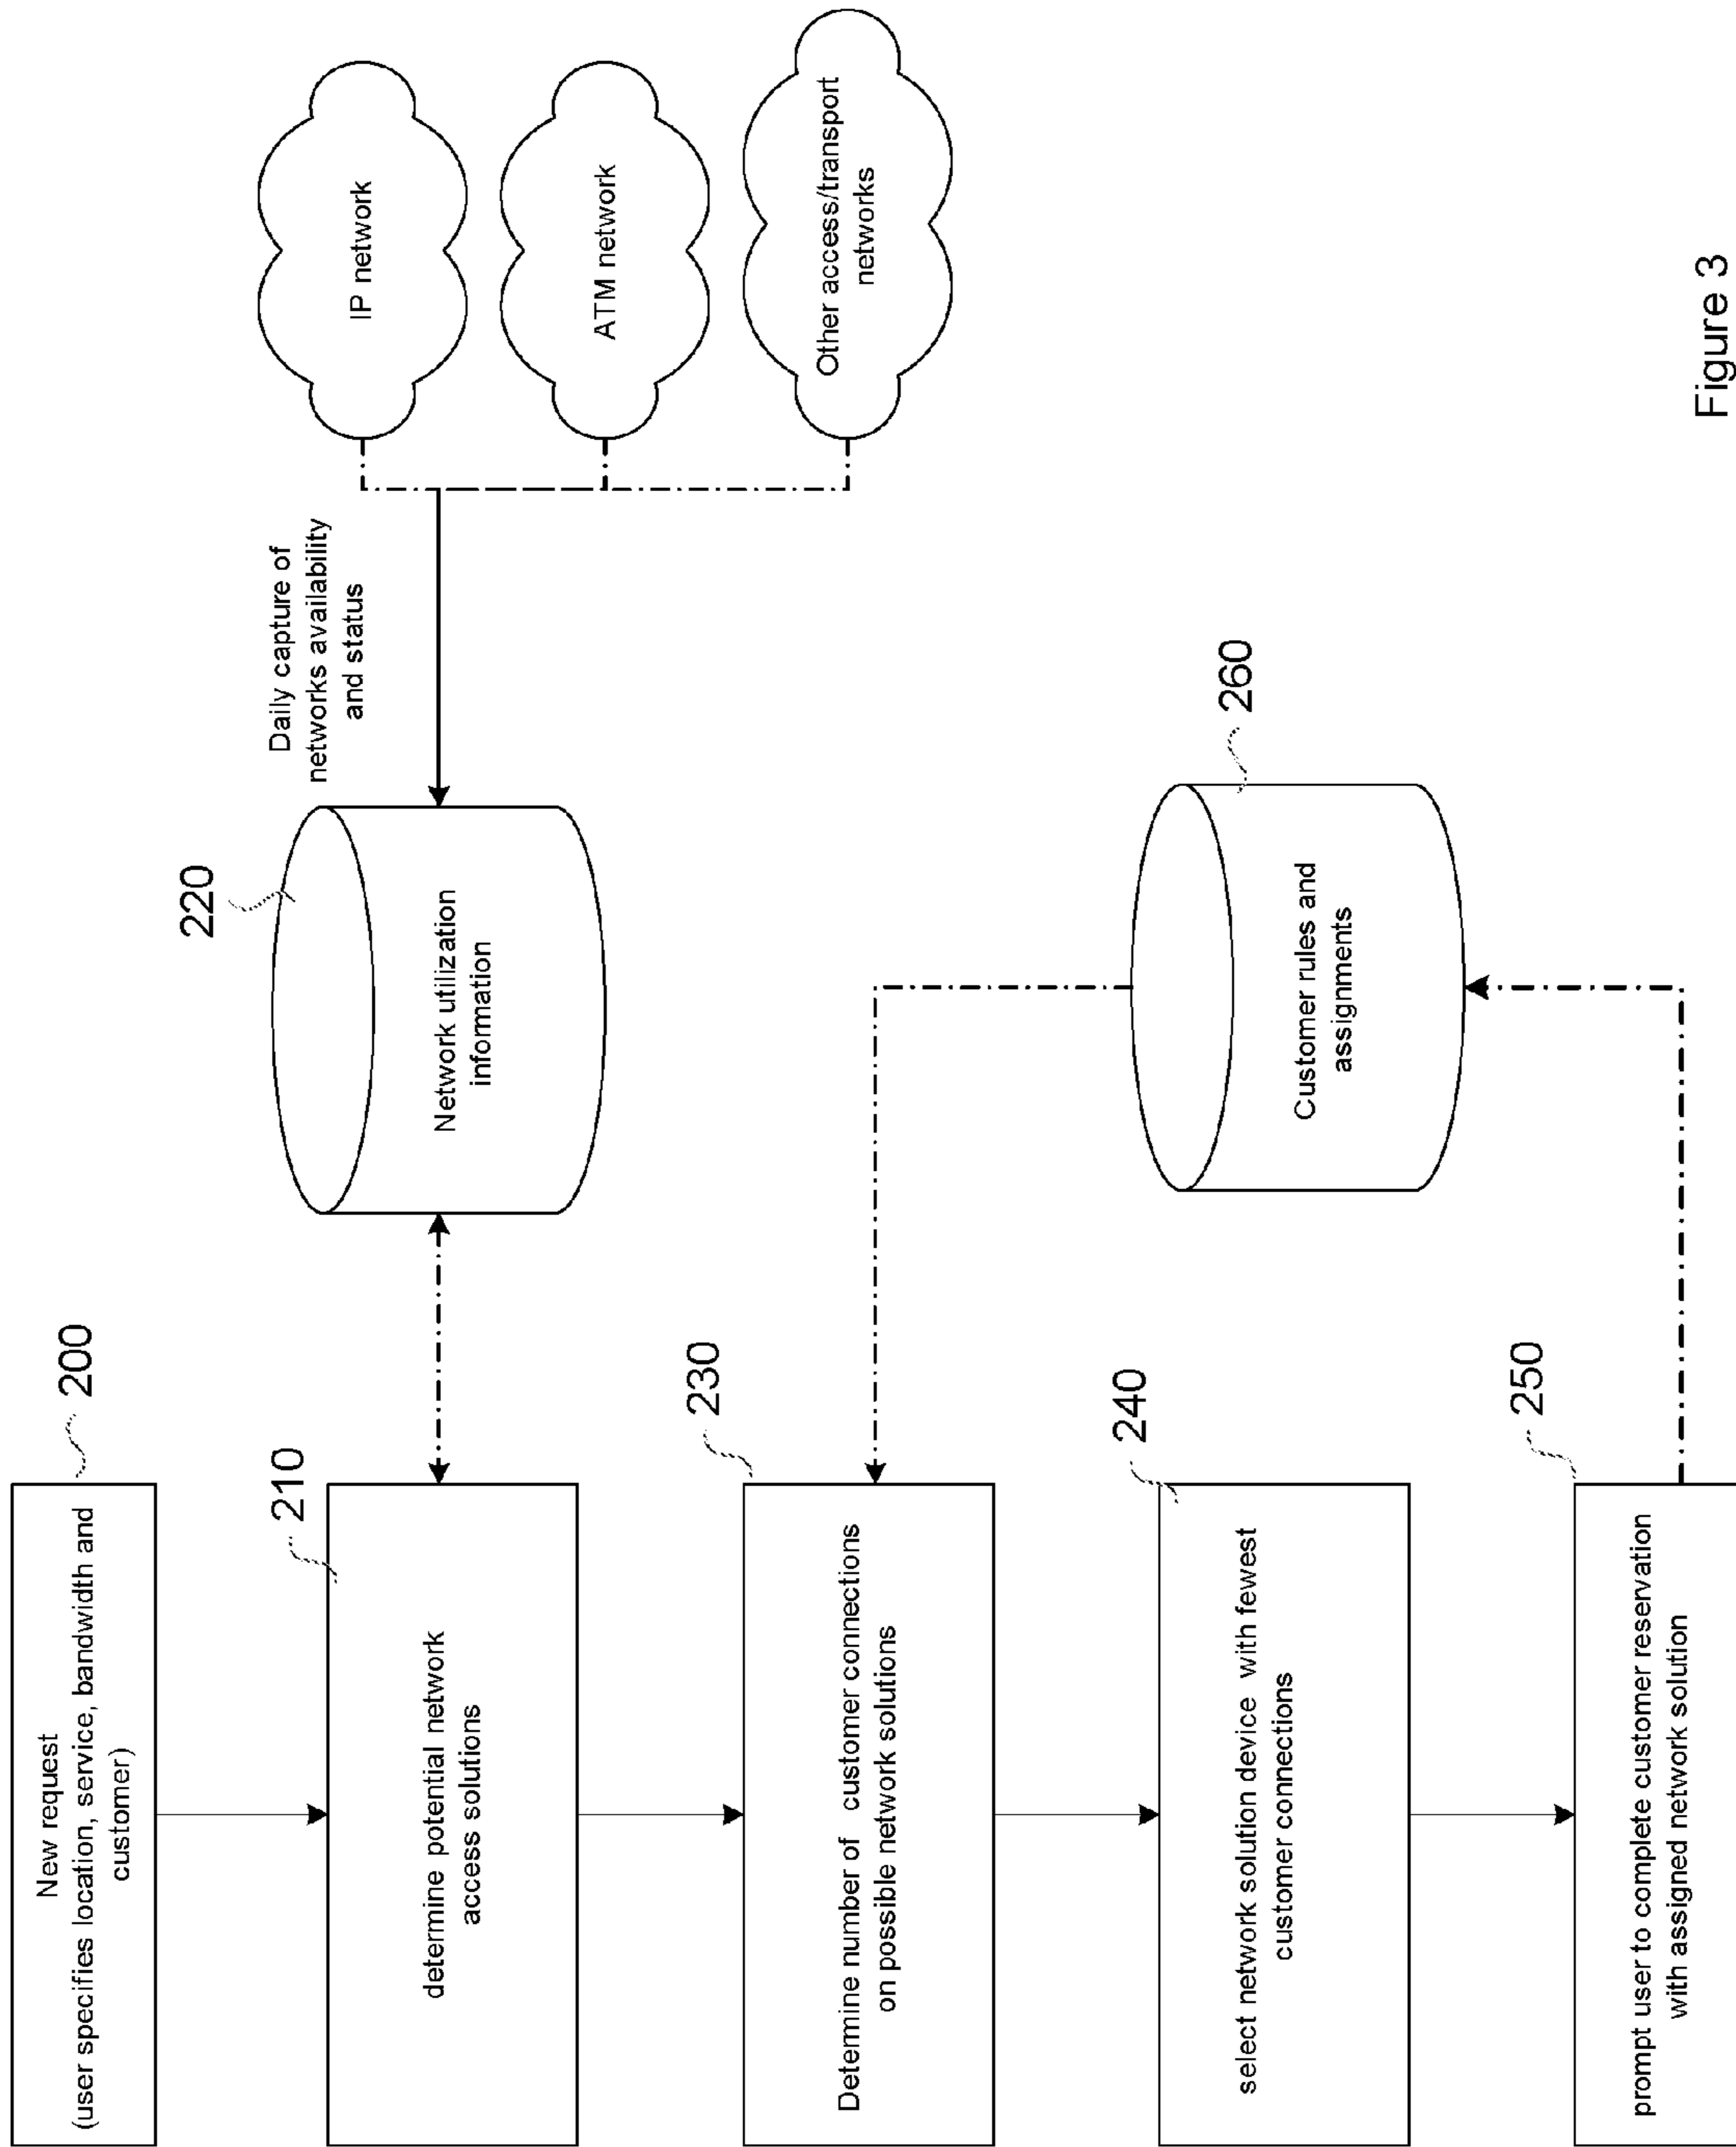 New request
(user specifies location, service, bandwidth and
customer)
200
determine potential network
access solutions
210
Network utilization
information
220
Daily capture of
networks availability
and status
IP network
ATM network
Other access/transport
networks
Determine number of customer connections
on possible network solutions
230
select network solution device with fewest
customer connections
240
Customer rules and
assignments
260
prompt user to complete customer reservation
with assigned network solution
250
Figure 3